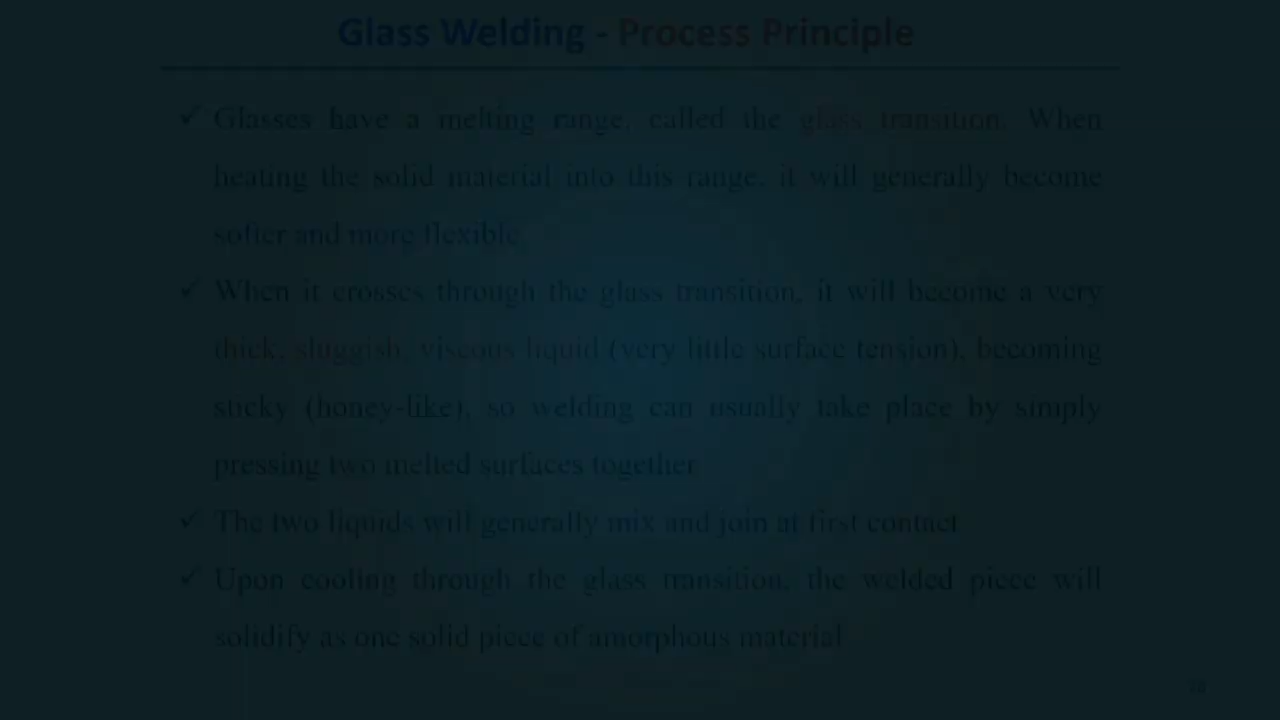 Glass Welding - Process Principle
✓ Glasses have a melting range, called the glass transition. When
heating the solid material into this range, it will generally become
softer and more flexible.
✓ When it crosses through the glass transition, it will become a very
thick, sluggish, viscous liquid (very little surface tension), becoming
sticky (honey-like), so welding can usually take place by simply
pressing two melted surfaces together
✓ The two liquids will generally mix and join at first contact
✓ Upon cooling through the glass transition, the welded piece will
solidify as one solid piece of amorphous material